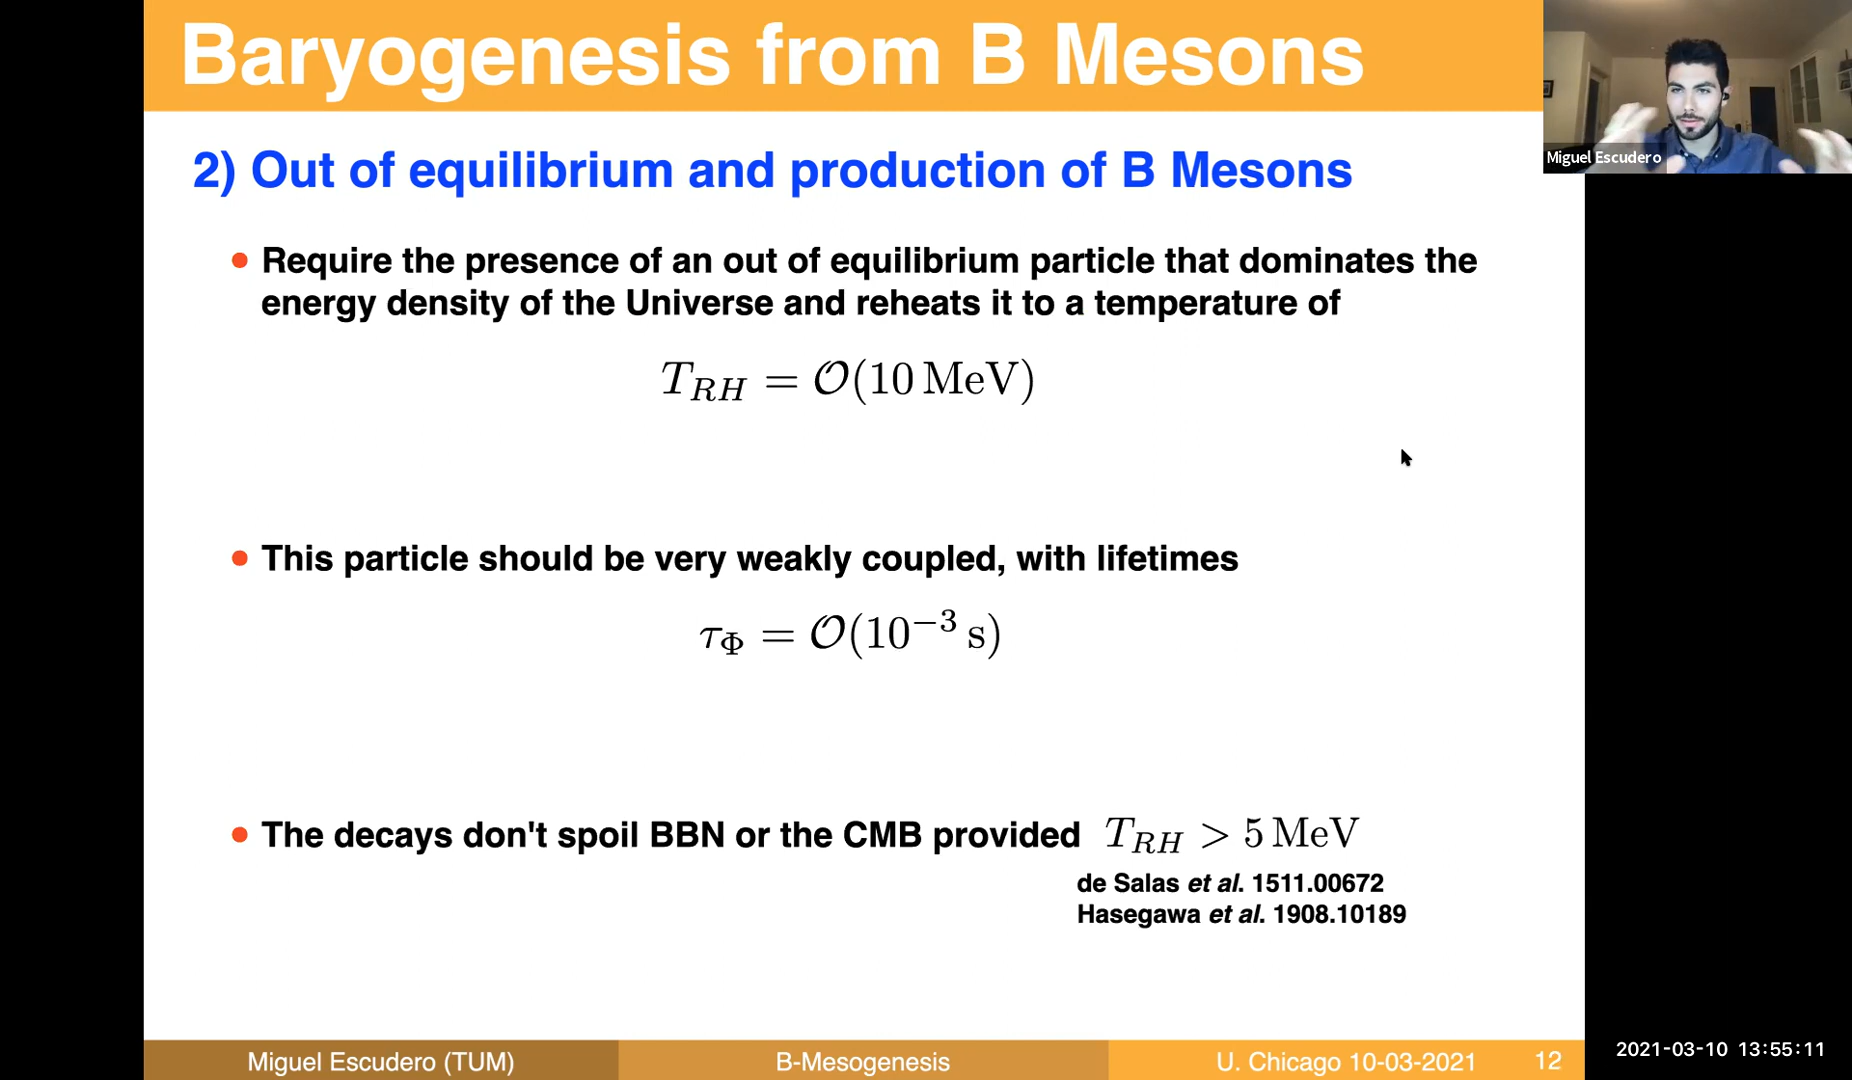 Baryogenesis from B Mesons
Miguel Escudero
2) Out of equilibrium and production of B Mesons
• Require the presence of an out of equilibrium particle that dominates the
energy density of the Universe and reheats it to a temperature of
T_{RH} = 𝒪(10 MeV)
• This particle should be very weakly coupled, with lifetimes
τ_Φ = 𝒪(10^{−3} s)
• The decays don't spoil BBN or the CMB provided T_{RH} > 5 MeV
de Salas et al. 1511.00672
Hasegawa et al. 1908.10189
Miguel Escudero (TUM) B-Mesogenesis U. Chicago 10-03-2021 12
2021-03-10 13:55:11